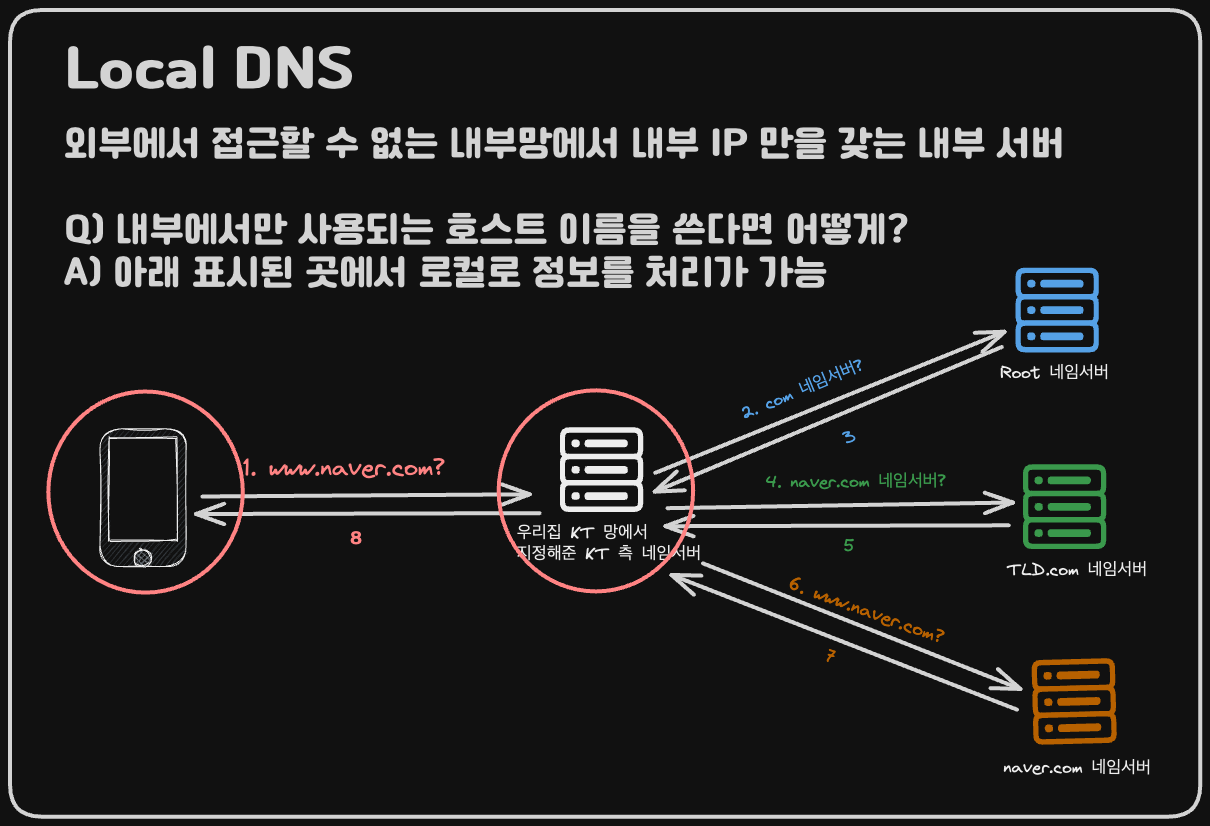 Local DNS
외부에서 접근할 수 없는 내부망에서 내부 IP 만을 갖는 내부 서버
Q) 내부에서만 사용되는 호스트 이름을 쓴다면 어떻게?
A) 아래 표시된 곳에서 로컬로 정보를 처리가 가능
Root 네임서버
2. com 네임서버?
3
1. www.naver.com?
8
우리집 KT 망에서
지정해준 KT 측 네임서버
4. naver.com 네임서버?
5
TLD.com 네임서버
6. www.naver.com?
7
naver.com 네임서버